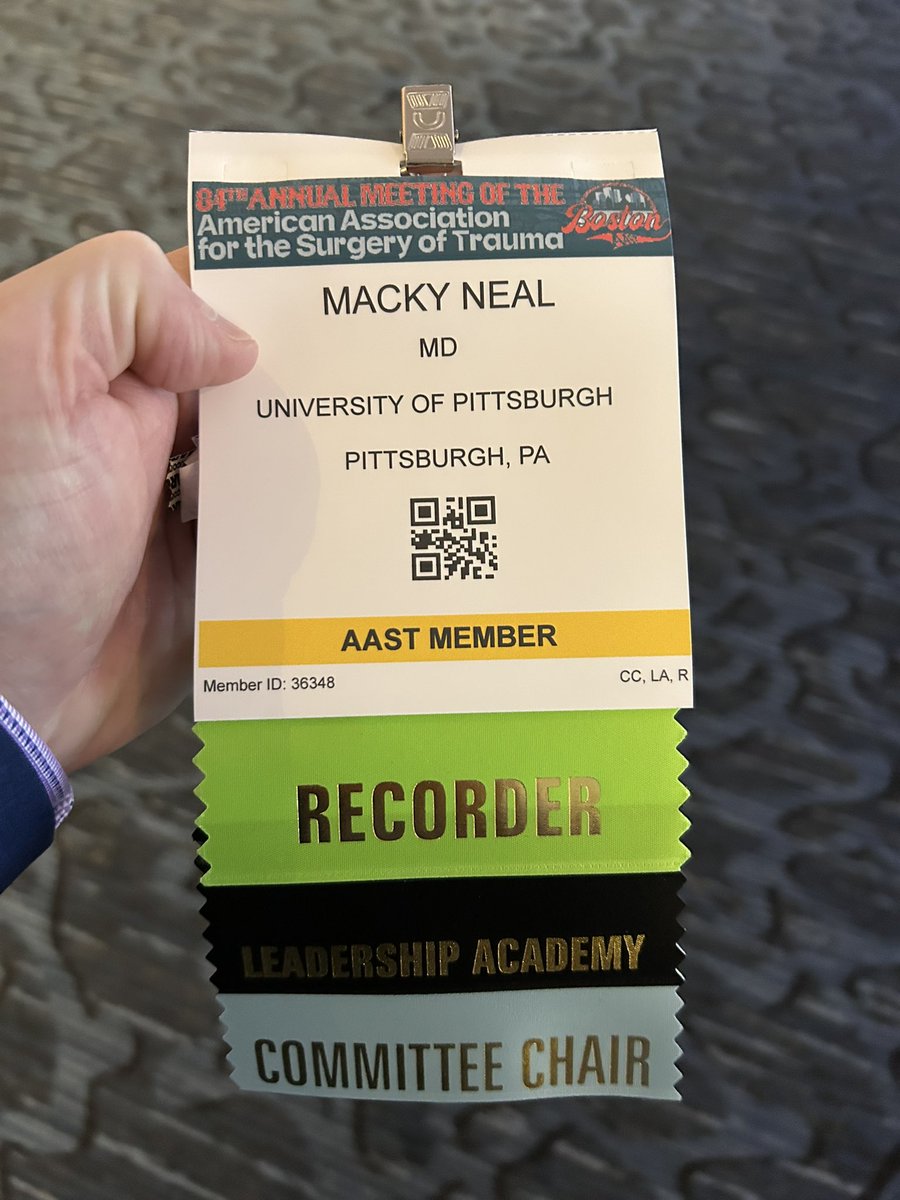 84TH ANNUAL MEETING OF THE
American Association
for the Surgery of Trauma
Boston
MACKY NEAL
MD
UNIVERSITY OF PITTSBURGH
PITTSBURGH, PA
AAST MEMBER
Member ID: 36348
CC, LA, R
RECORDER
LEADERSHIP ACADEMY
COMMITTEE CHAIR